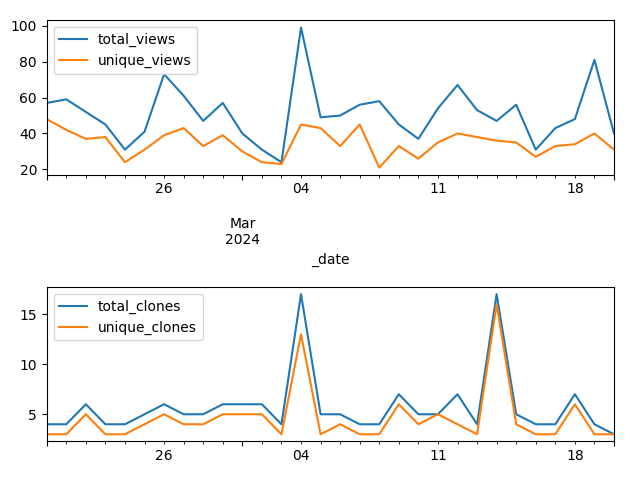 100
80
60
40
20
total_views
unique_views
26
04
11
18
Mar
2024
_date
15
10
5
total_clones
unique_clones
26
04
11
18